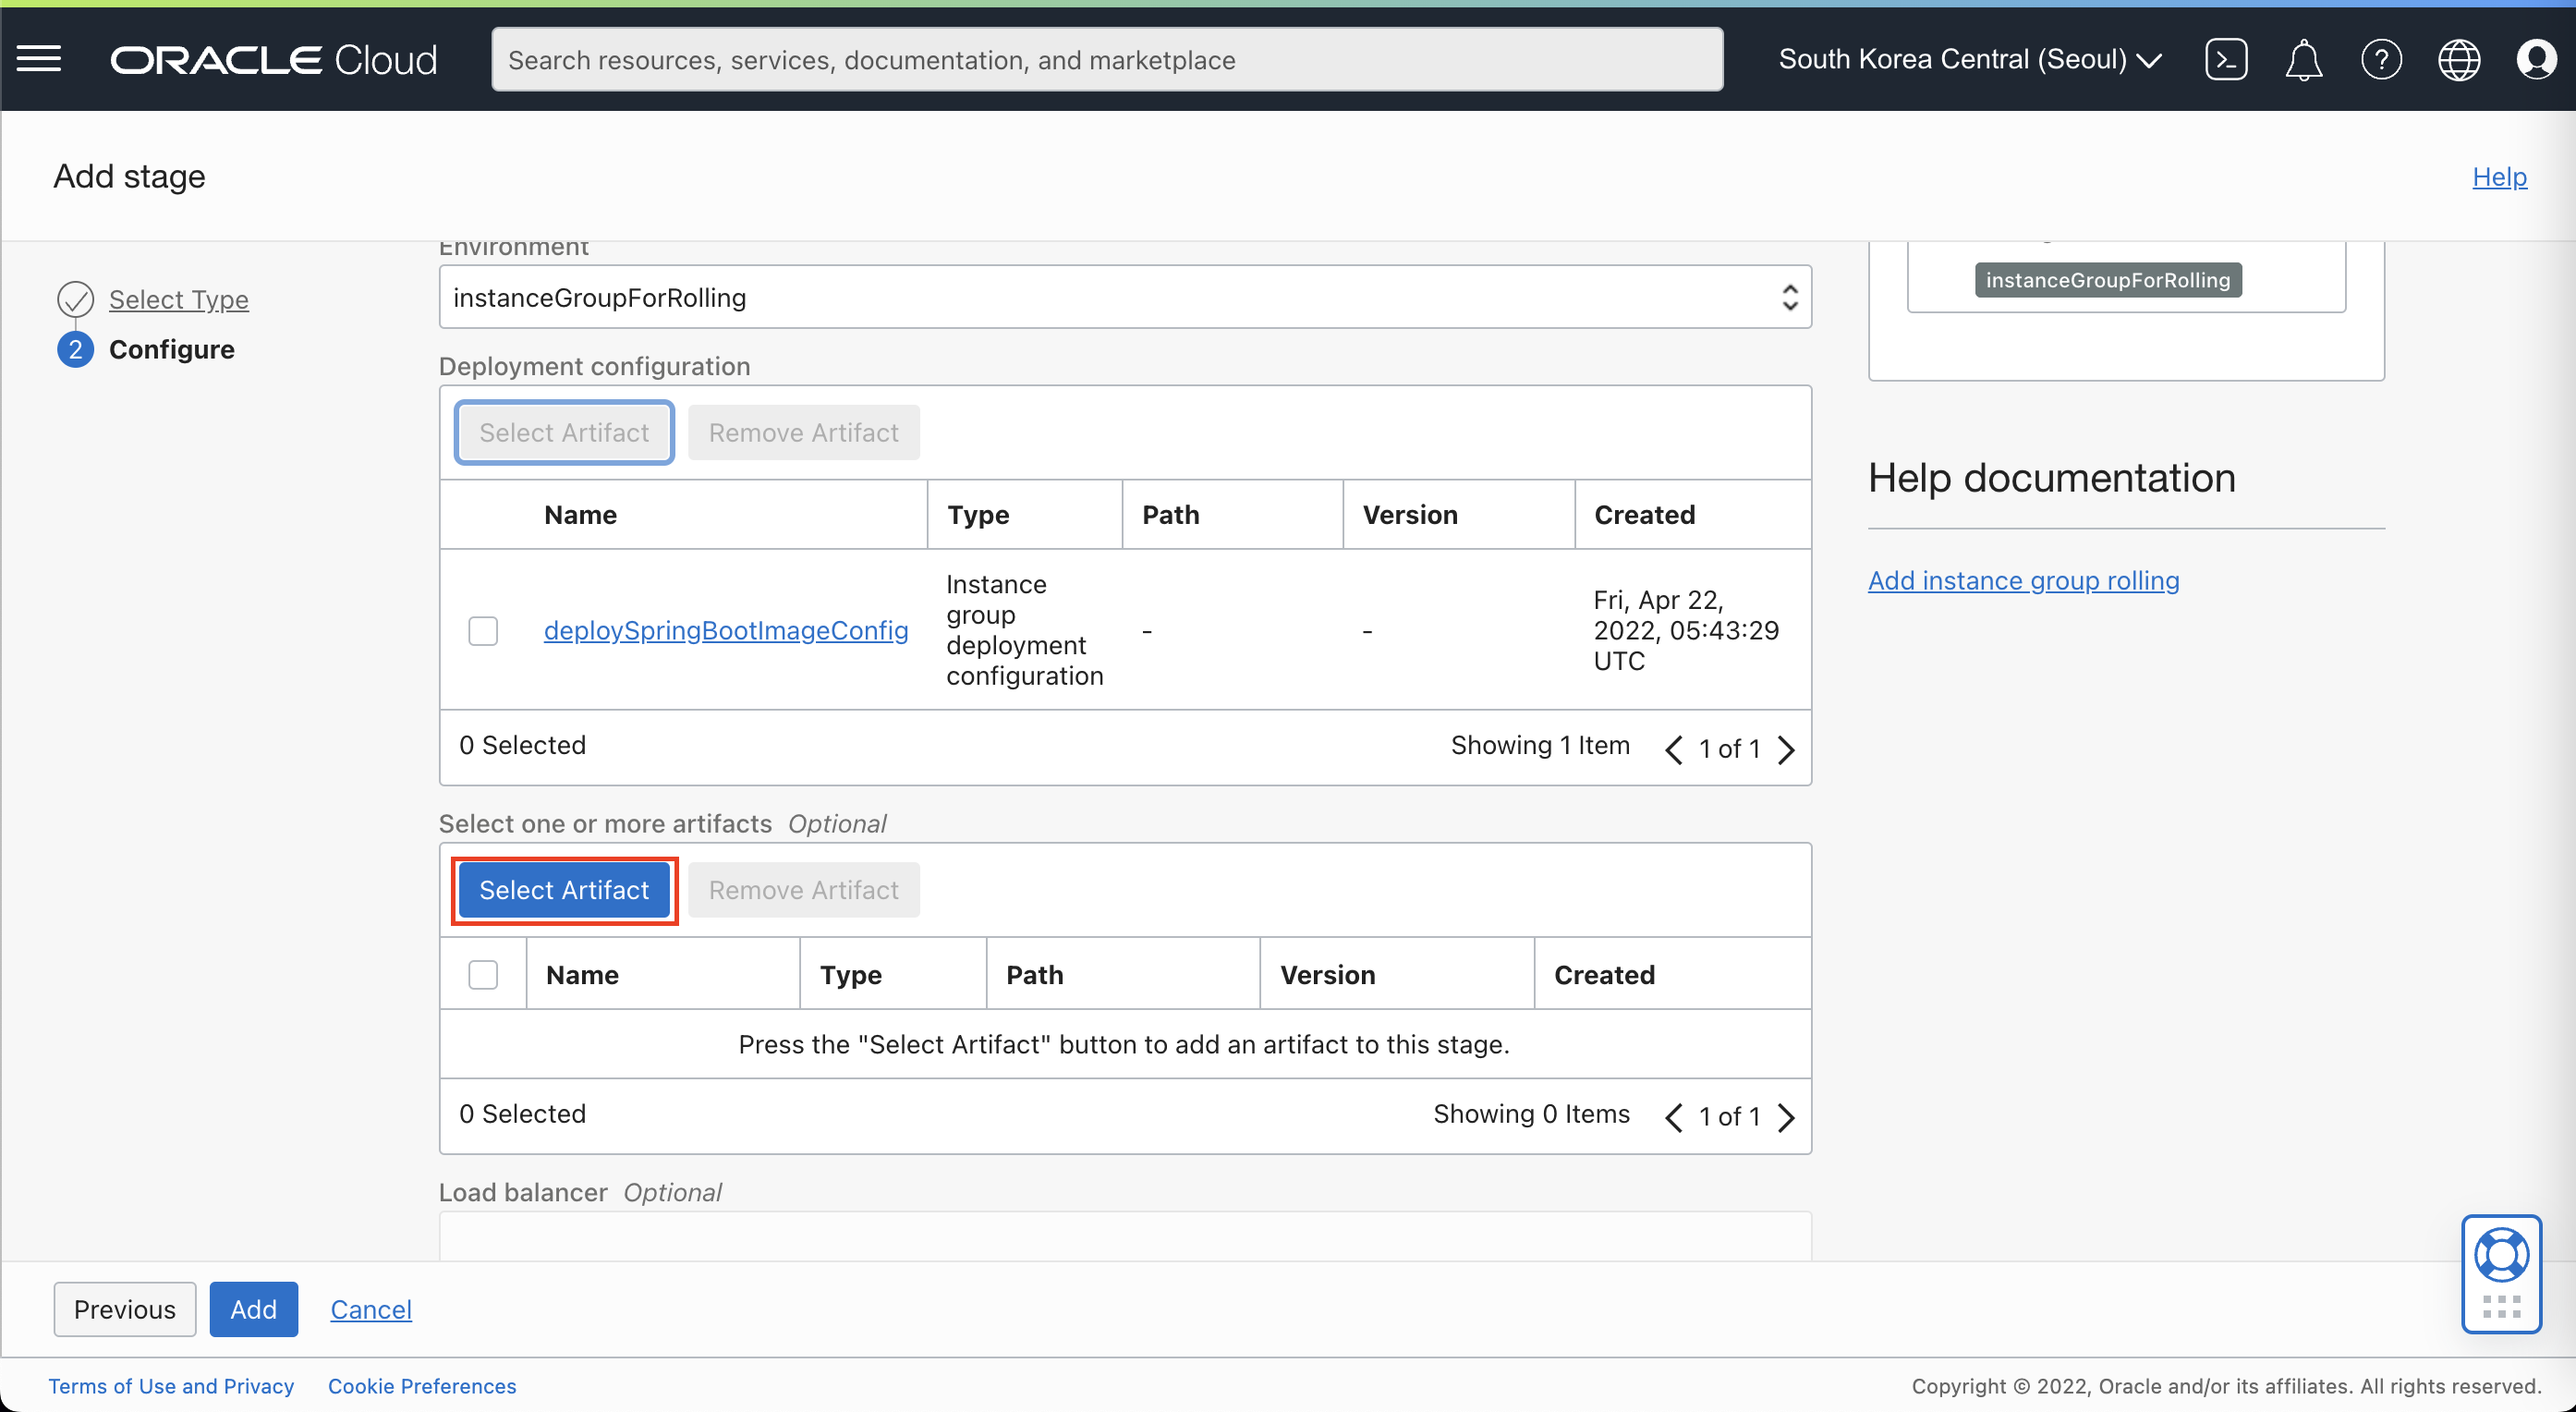 ORACLE Cloud
Search resources, services, documentation, and marketplace
South Korea Central (Seoul)
Add stage
Help
Select Type
2 Configure
Environment
instanceGroupForRolling
Deployment configuration
Select Artifact Remove Artifact
Name Type Path Version Created
deploySpringBootImageConfig
Instance
group
deployment
configuration
-
-
Fri, Apr 22,
2022, 05:43:29
UTC
0 Selected Showing 1 Item 1 of 1
Select one or more artifacts Optional
Select Artifact Remove Artifact
Name Type Path Version Created
Press the "Select Artifact" button to add an artifact to this stage.
0 Selected Showing 0 Items 1 of 1
Load balancer Optional
instanceGroupForRolling
Help documentation
Add instance group rolling
Previous Add Cancel
Terms of Use and Privacy Cookie Preferences
Copyright © 2022, Oracle and/or its affiliates. All rights reserved.